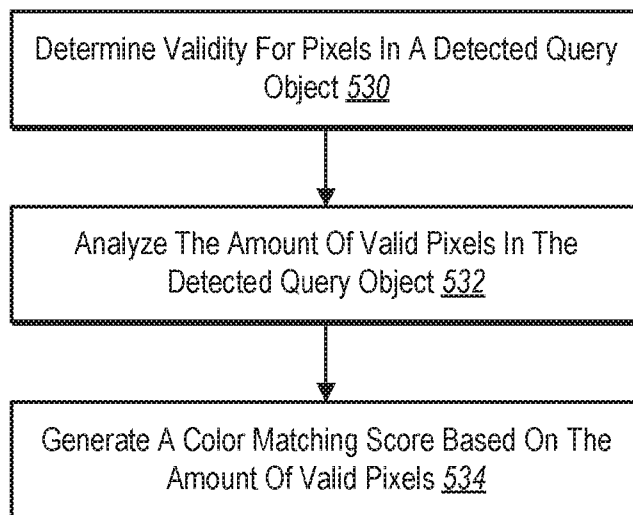 Determine Validity For Pixels In A Detected Query
Object 530
Analyze The Amount Of Valid Pixels In The
Detected Query Object 532
Generate A Color Matching Score Based On The
Amount Of Valid Pixels 534